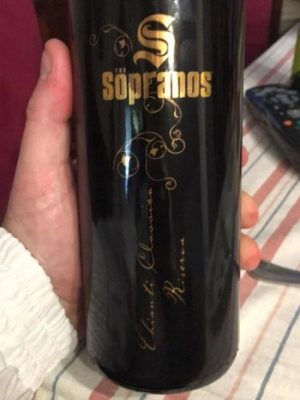 S
THE
Sopranos
Chianti Classico
Riserva